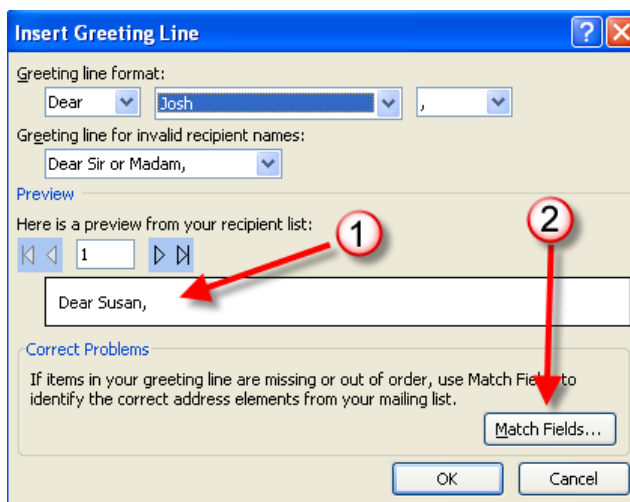 Insert Greeting Line
Greeting line format:
Dear Josh ,
Greeting line for invalid recipient names:
Dear Sir or Madam,
Preview
Here is a preview from your recipient list:
1
1
2
Dear Susan,
Correct Problems
If items in your greeting line are missing or out of order, use Match Fields to
identify the correct address elements from your mailing list.
Match Fields...
OK Cancel